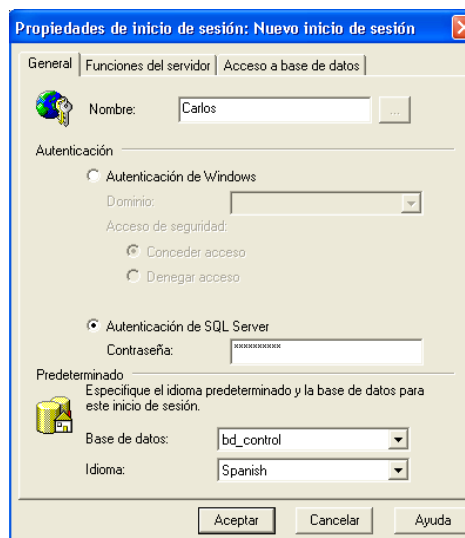 Propiedades de inicio de sesión: Nuevo inicio de sesión
General Funciones del servidor Acceso a base de datos
Nombre: Carlos ...
Autenticación
Autenticación de Windows
Dominio:
Acceso de seguridad:
Conceder acceso
Denegar acceso
Autenticación de SQL Server
Contraseña: **********
Predeterminado
Especifique el idioma predeterminado y la base de datos para
este inicio de sesión.
Base de datos: bd_control
Idioma: Spanish
Aceptar Cancelar Ayuda